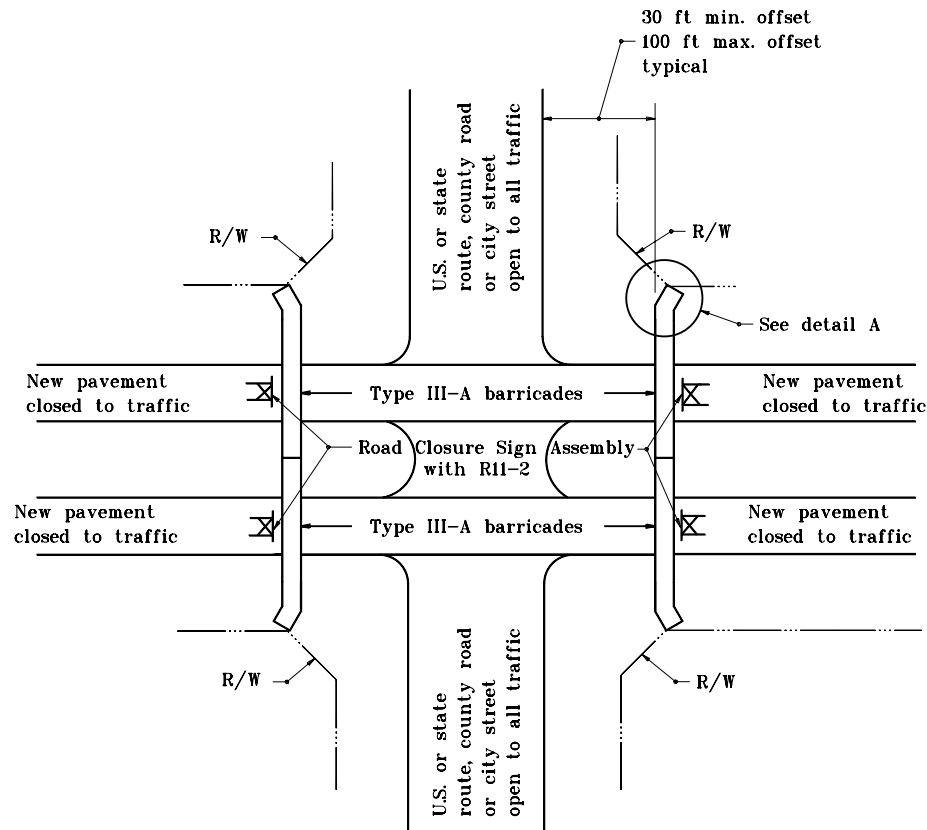 30 ft min. offset
100 ft max. offset
typical
U.S. or state
route, county road
or city street
open to all traffic
R/W
R/W
See detail A
New pavement
closed to traffic
Type III-A barricades
New pavement
closed to traffic
Road Closure Sign Assembly
with R11-2
New pavement
closed to traffic
Type III-A barricades
New pavement
closed to traffic
R/W
R/W
U.S. or state
route, county road
or city street
open to all traffic